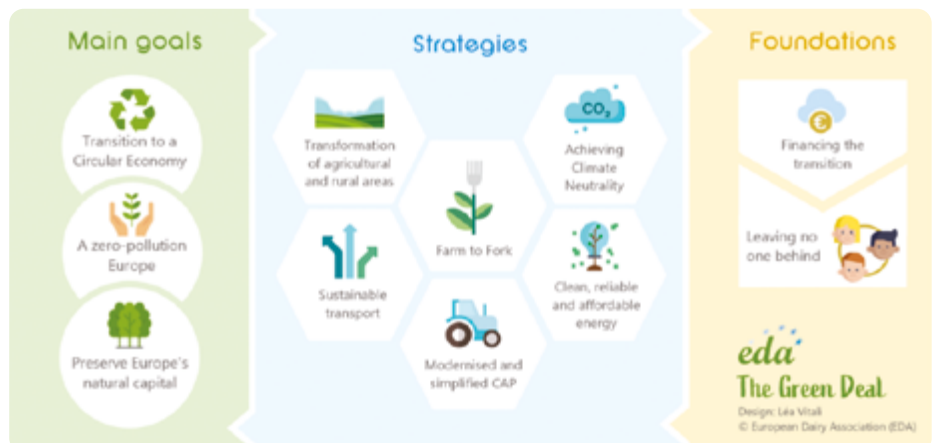 Main goals
Transition to a
Circular Economy
A zero-pollution
Europe
Preserve Europe's
natural capital
Strategies
Transformation
of agricultural
and rural areas
CO₂
Achieving
Climate
Neutrality
Farm to Fork
Sustainable
transport
Clean, reliable
and affordable
energy
Modernised and
simplified CAP
Foundations
€
Financing the
transition
Leaving no
one behind
eda
The Green Deal
Design: Léa Vitali
© European Dairy Association (EDA)